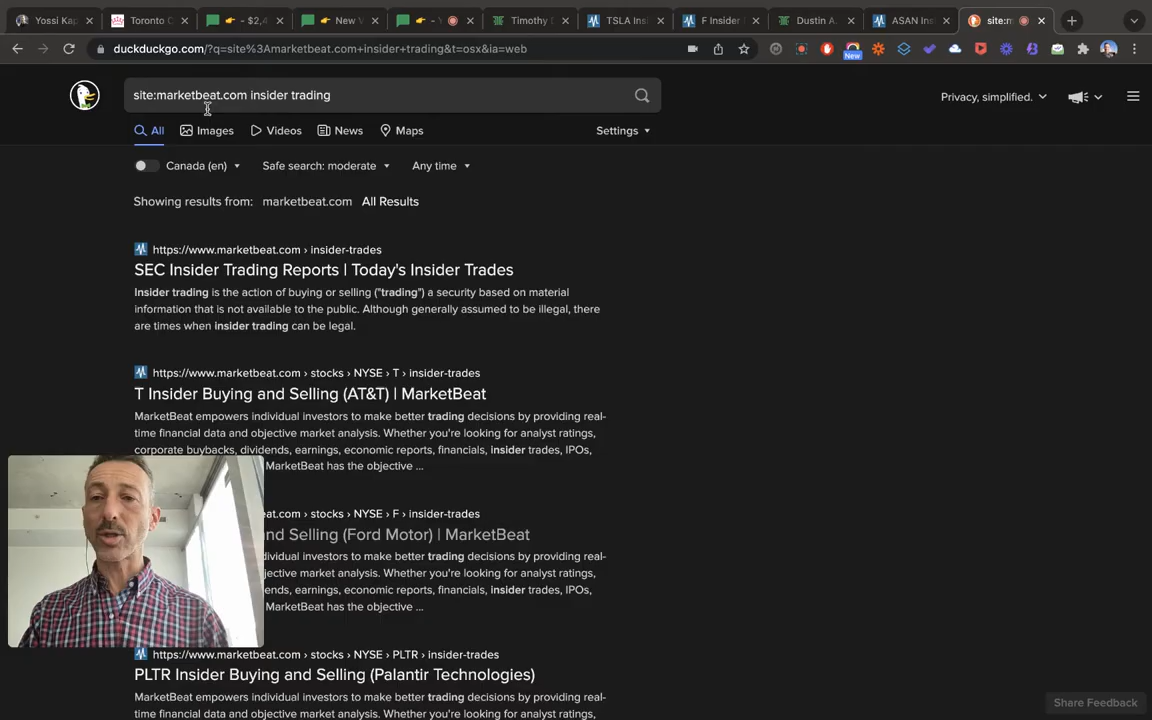 Yossi Kap
Toronto C
- $2,4
New V
- Y
Timothy D
TSLA Insi
F Insider I
Dustin A.
ASAN Ins
site:m
duckduckgo.com/?q=site%3Amarketbeat.com+insider+trading&t=osx&ia=web
New
site:marketbeat.com insider trading
Privacy, simplified.
All
Images
Videos
News
Maps
Settings
Canada (en)
Safe search: moderate
Any time
Showing results from: marketbeat.com All Results
https://www.marketbeat.com › insider-trades
SEC Insider Trading Reports | Today's Insider Trades
Insider trading is the action of buying or selling ("trading") a security based on material
information that is not available to the public. Although generally assumed to be illegal, there
are times when insider trading can be legal.
https://www.marketbeat.com › stocks › NYSE › T › insider-trades
T Insider Buying and Selling (AT&T) | MarketBeat
MarketBeat empowers individual investors to make better trading decisions by providing real-
time financial data and objective market analysis. Whether you're looking for analyst ratings,
corporate buybacks, dividends, earnings, economic reports, financials, insider trades, IPOs,
MarketBeat has the objective ...
.com › stocks › NYSE › F › insider-trades
nd Selling (Ford Motor) | MarketBeat
ividual investors to make better trading decisions by providing real-
jective market analysis. Whether you're looking for analyst ratings,
ends, earnings, economic reports, financials, insider trades, IPOs,
MarketBeat has the objective ...
https://www.marketbeat.com › stocks › NYSE › PLTR › insider-trades
PLTR Insider Buying and Selling (Palantir Technologies)
MarketBeat empowers individual investors to make better trading decisions by providing real-
time financial data and objective market analysis. Whether you're looking for analyst ratings,
Share Feedback